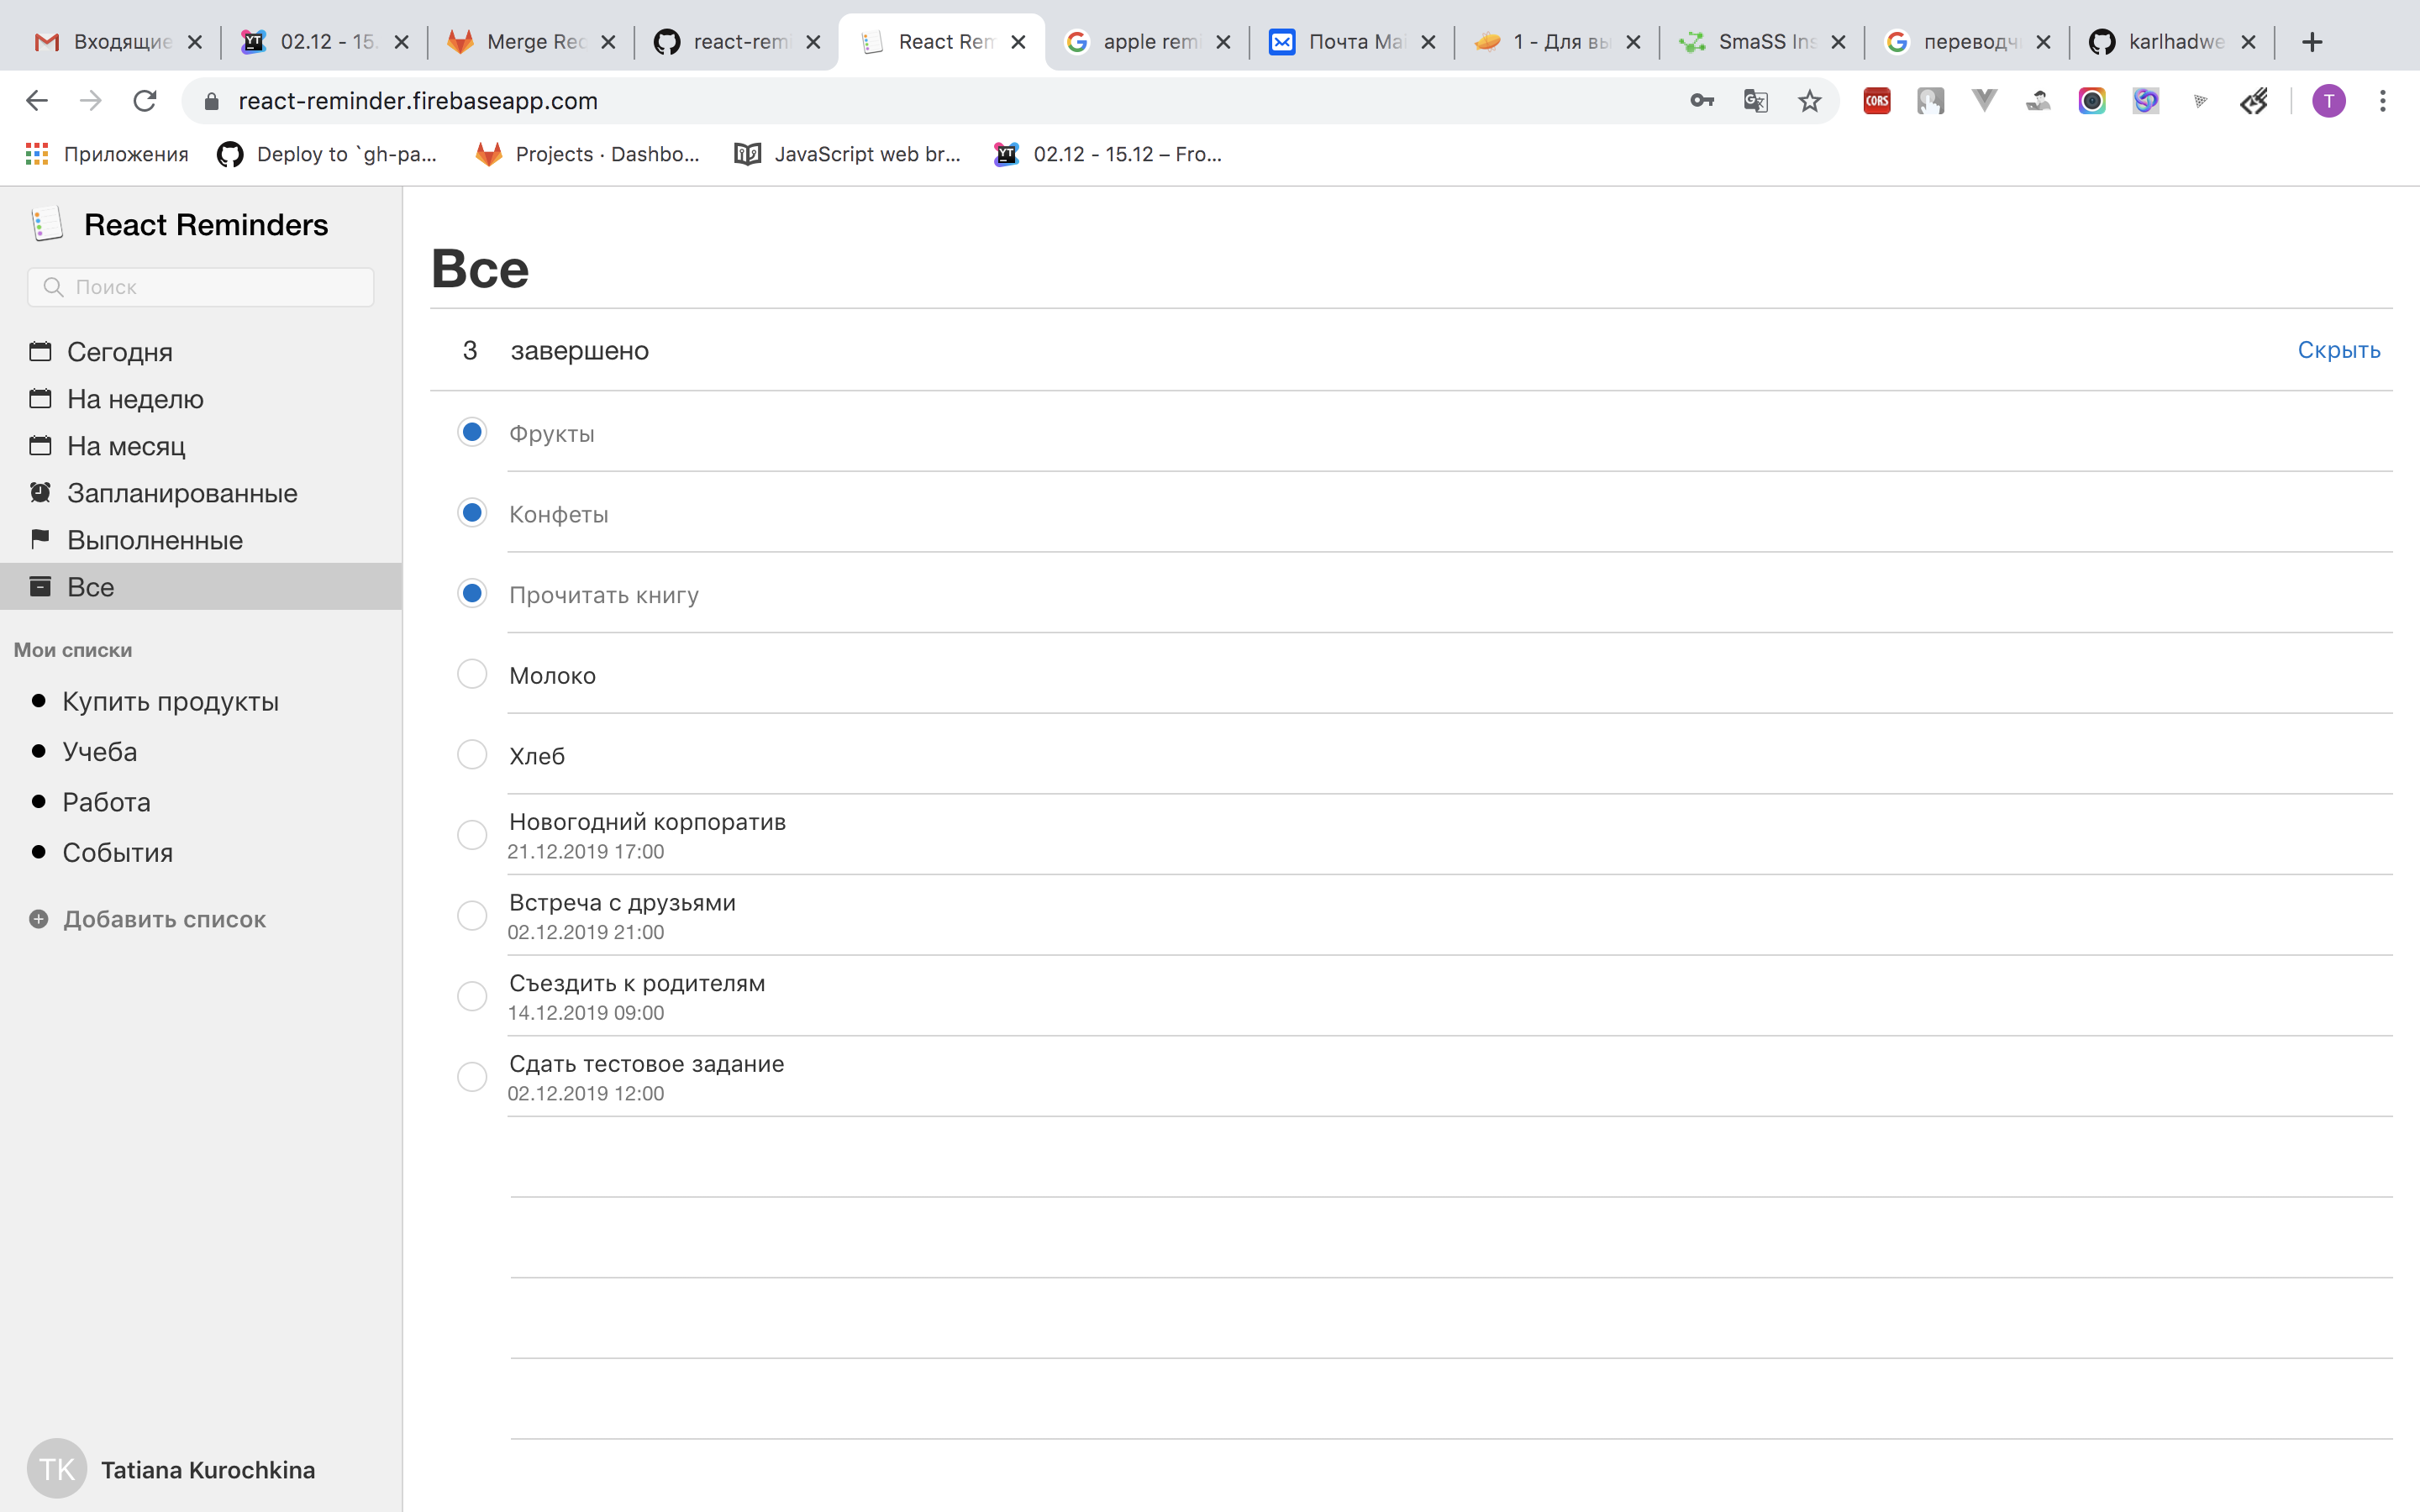 Входящие
02.12 - 15.
Merge Rec
react-remi
React Rem
apple remi
Почта Mai
1 - Для вы
SmaSS Ins
переводч
karlhadwe
react-reminder.firebaseapp.com
CORS
T
Приложения
Deploy to `gh-pa...
Projects · Dashbo...
JavaScript web br...
02.12 - 15.12 – Fro...
React Reminders
Поиск
Сегодня
На неделю
На месяц
Запланированные
Выполненные
Все
Мои списки
Купить продукты
Учеба
Работа
События
Добавить список
TK Tatiana Kurochkina
Все
3 завершено Скрыть
Фрукты
Конфеты
Прочитать книгу
Молоко
Хлеб
Новогодний корпоратив
21.12.2019 17:00
Встреча с друзьями
02.12.2019 21:00
Съездить к родителям
14.12.2019 09:00
Сдать тестовое задание
02.12.2019 12:00